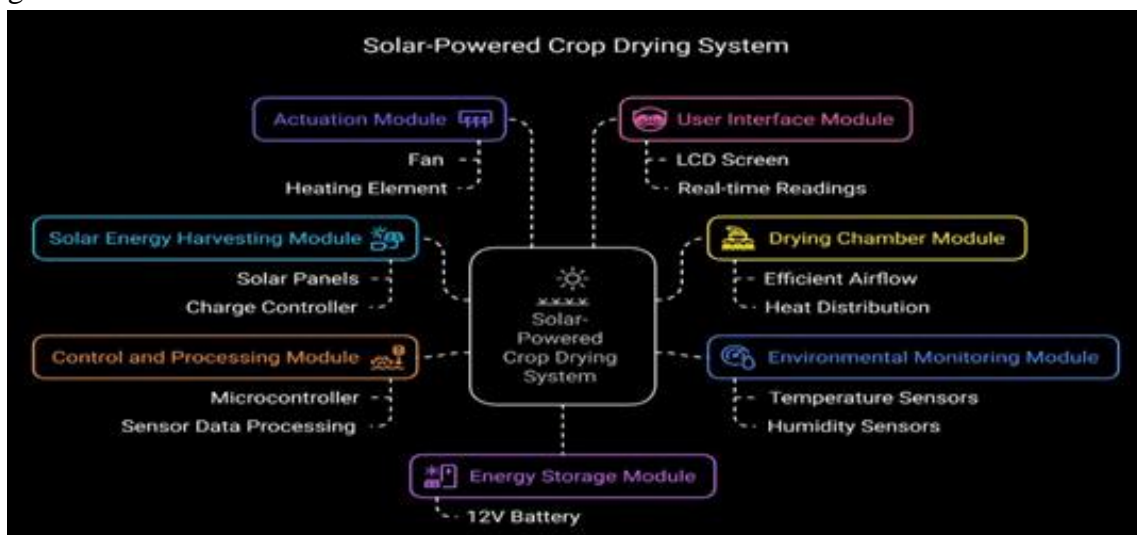 Solar-Powered Crop Drying System
Actuation Module
Fan
Heating Element
User Interface Module
LCD Screen
Real-time Readings
Solar Energy Harvesting Module
Solar Panels
Charge Controller
Drying Chamber Module
Efficient Airflow
Heat Distribution
Solar-
Powered
Crop Drying
System
Control and Processing Module
Microcontroller
Sensor Data Processing
Environmental Monitoring Module
Temperature Sensors
Humidity Sensors
Energy Storage Module
12V Battery